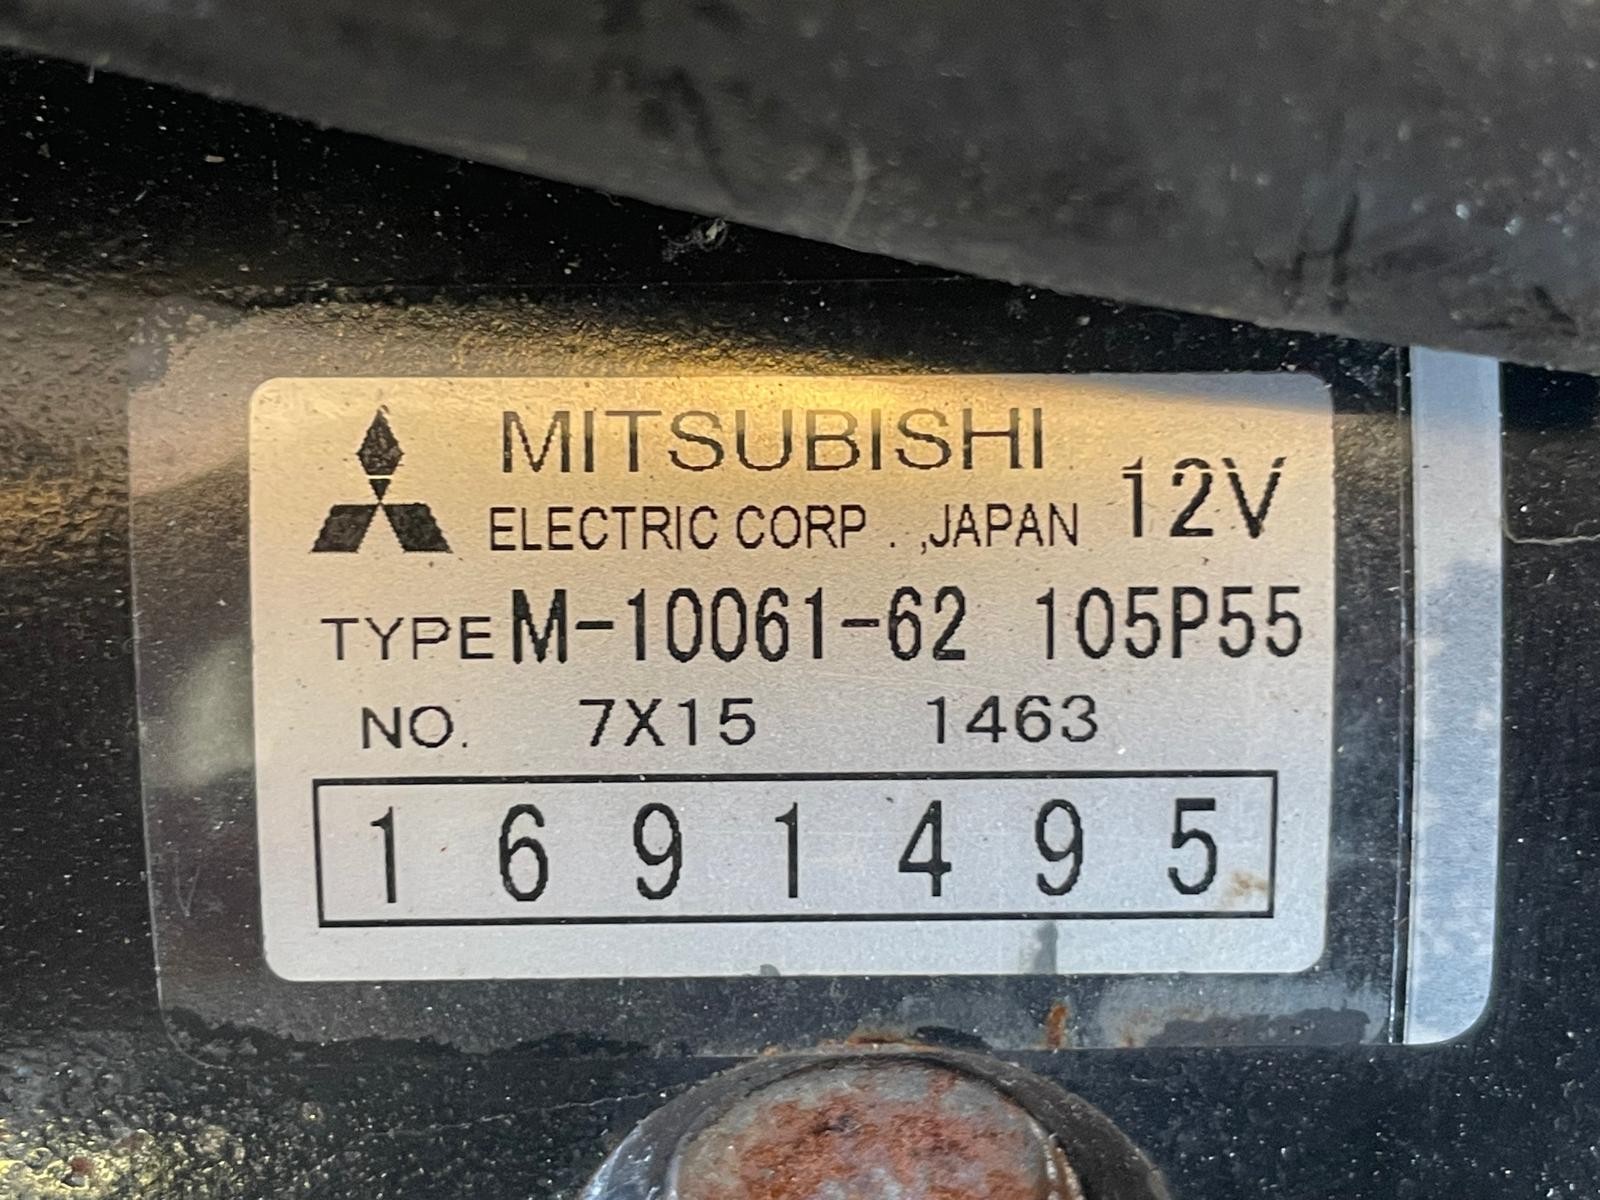 MITSUBISHI
ELECTRIC CORP . ,JAPAN 12V
TYPE M-10061-62 105P55
NO. 7X15 1463
1 6 9 1 4 9 5